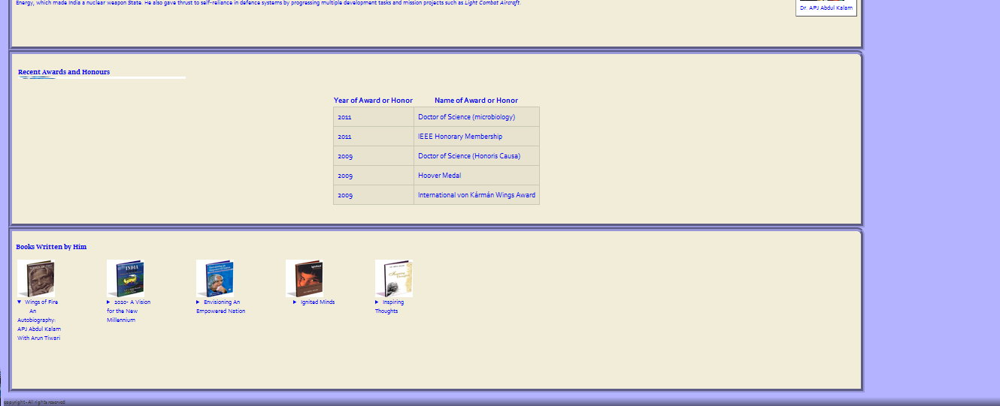 Energy, which made India a nuclear weapon State. He also gave thrust to self-reliance in defence systems by progressing multiple development tasks and mission projects such as Light Combat Aircraft.
Dr. APJ Abdul Kalam
Recent Awards and Honours
Year of Award or Honor Name of Award or Honor
2011 Doctor of Science (microbiology)
2011 IEEE Honorary Membership
2009 Doctor of Science (Honoris Causa)
2009 Hoover Medal
2009 International von Kármán Wings Award
Books Written by Him
INDIA
▼ Wings of Fire
An
Autobiography:
APJ Abdul Kalam
With Arun Tiwari
► 2020- A Vision
for the New
Millennium
► Envisioning An
Empowered Nation
► Ignited Minds
► Inspiring
Thoughts
copyright- All rights reserved